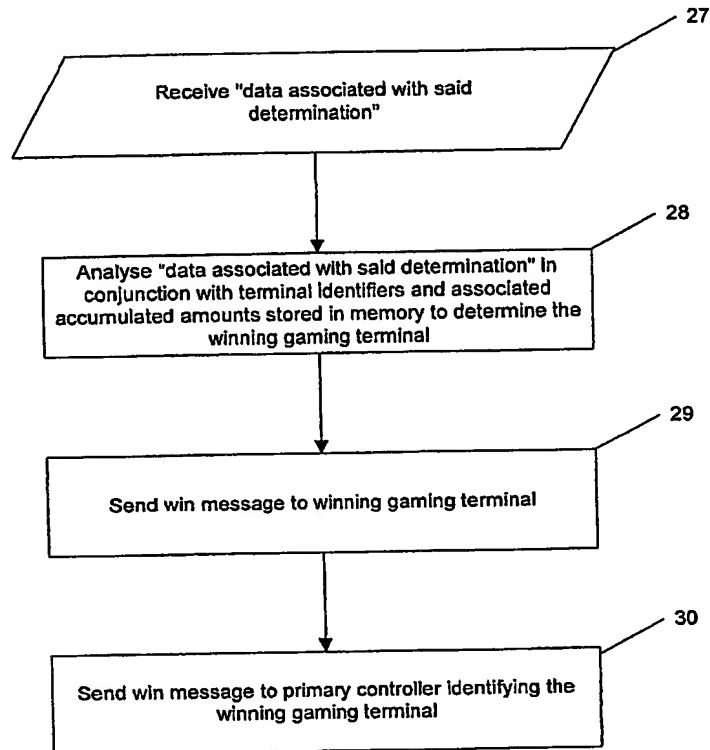 27
Receive "data associated with said
determination"
28
Analyse "data associated with said determination" in
conjunction with terminal identifiers and associated
accumulated amounts stored in memory to determine the
winning gaming terminal
29
Send win message to winning gaming terminal
30
Send win message to primary controller identifying the
winning gaming terminal